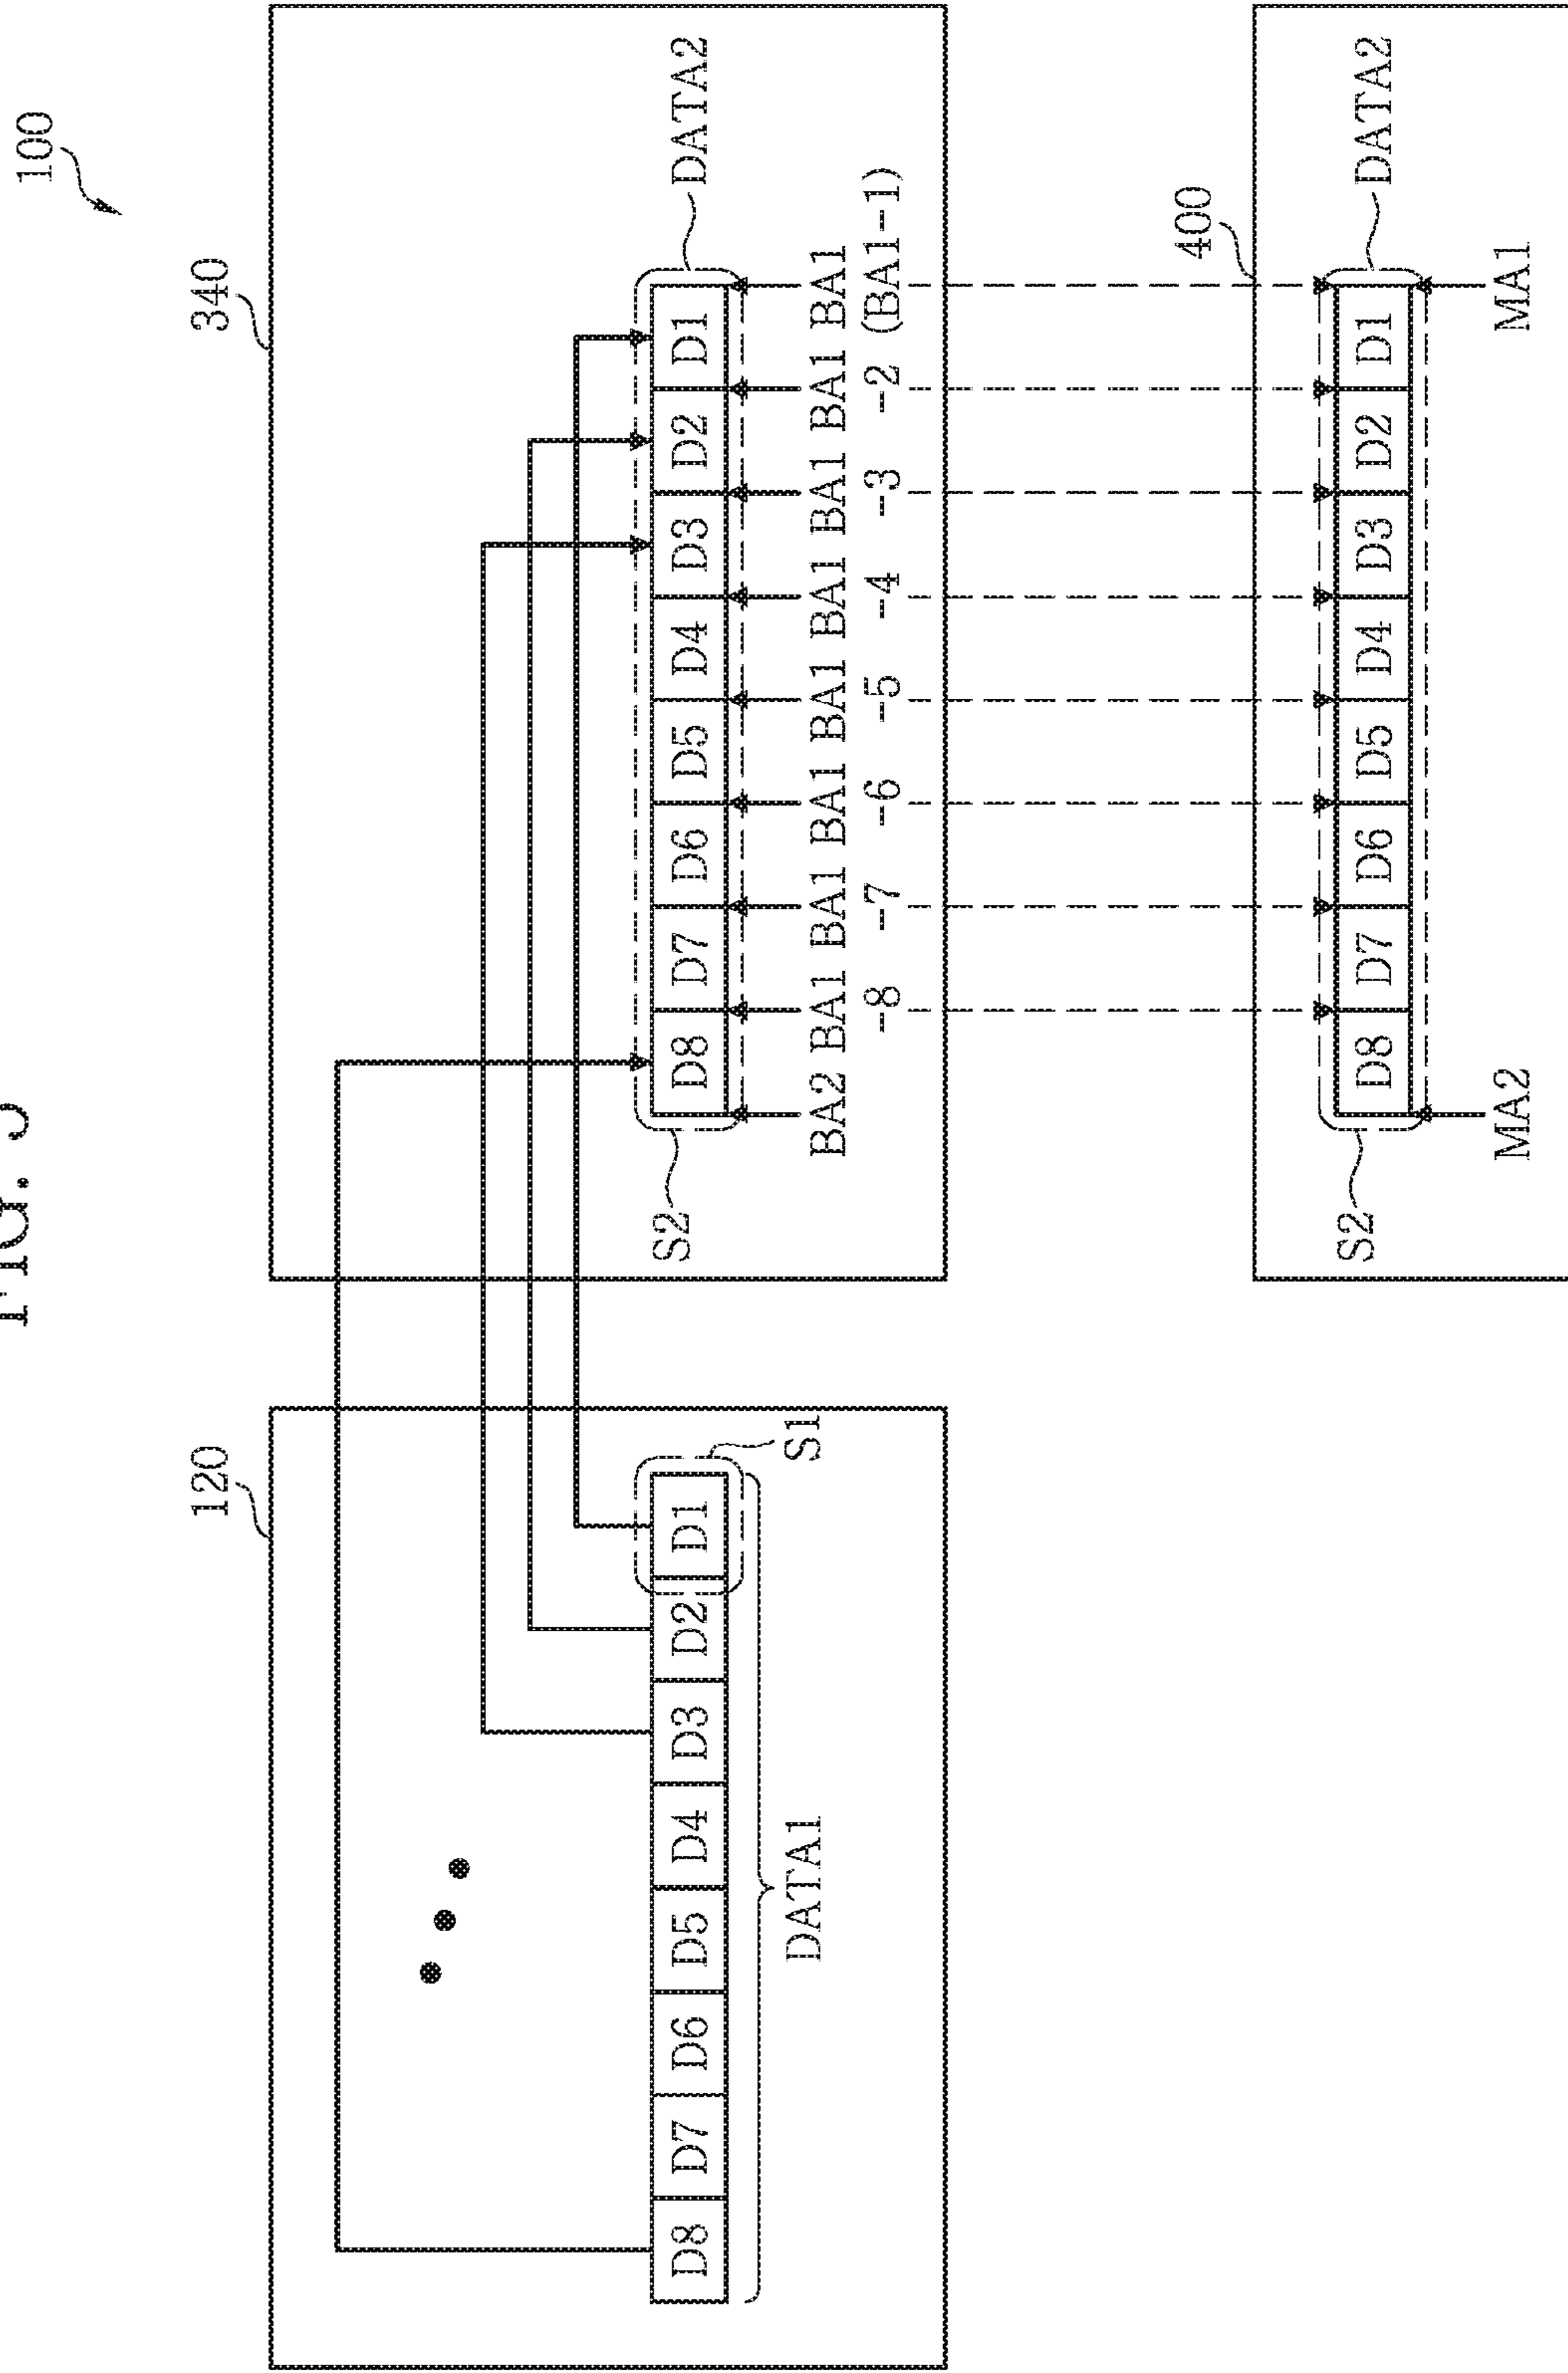 FIG.
100
120
340
D8 D7 D6 D5 D4 D3 D2 D1
S1
DATA1
S2
D8 D7 D6 D5 D4 D3 D2 D1
DATA2
BA2 BA1 BA1 BA1 BA1 BA1 BA1 BA1 BA1
-8 -7 -6 -5 -4 -3 -2 (BA1-1)
400
S2
D8 D7 D6 D5 D4 D3 D2 D1
DATA2
MA2
MA1